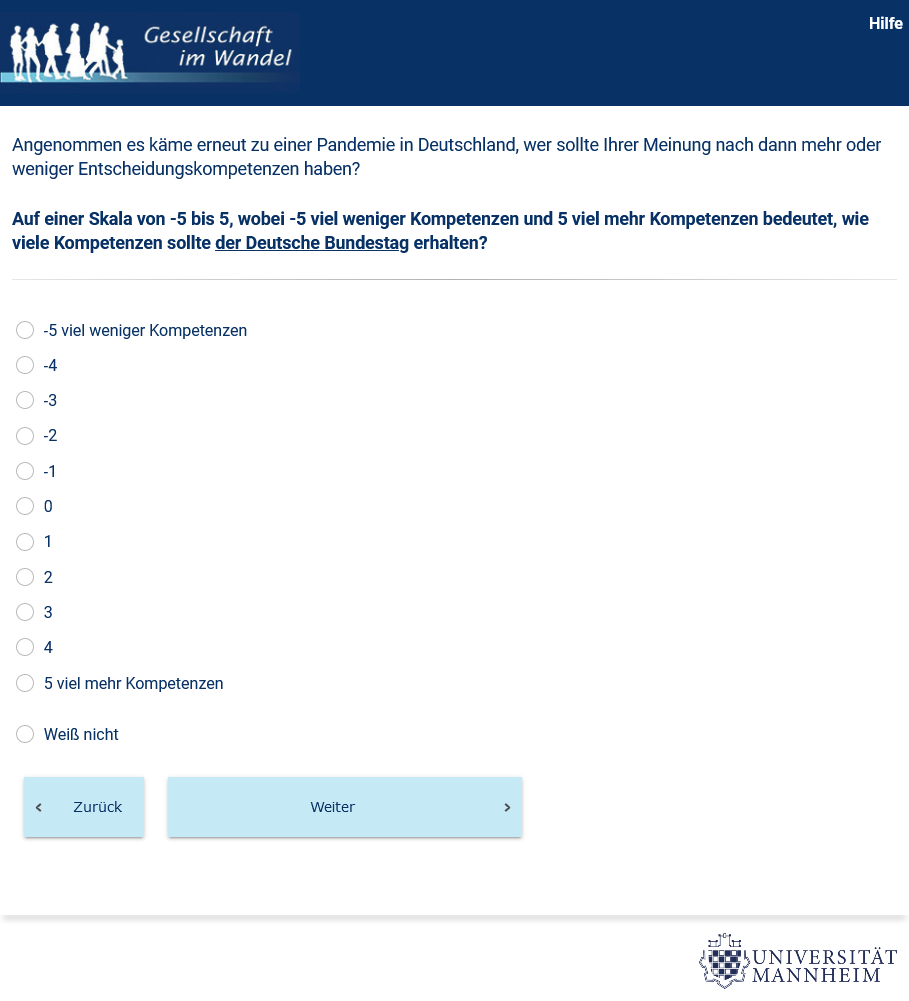 Gesellschaft
im Wandel
Hilfe
Angenommen es käme erneut zu einer Pandemie in Deutschland, wer sollte Ihrer Meinung nach dann mehr oder
weniger Entscheidungskompetenzen haben?
Auf einer Skala von -5 bis 5, wobei -5 viel weniger Kompetenzen und 5 viel mehr Kompetenzen bedeutet, wie
viele Kompetenzen sollte der Deutsche Bundestag erhalten?
-5 viel weniger Kompetenzen
-4
-3
-2
-1
0
1
2
3
4
5 viel mehr Kompetenzen
Weiß nicht
Zurück
Weiter
UNIVERSITÄT
MANNHEIM